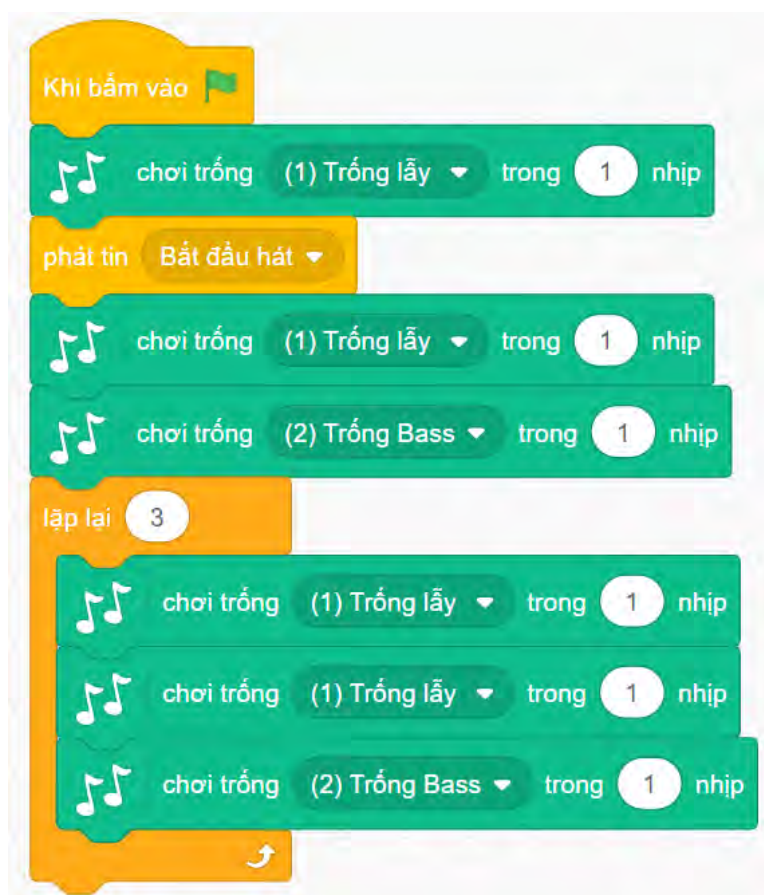 Khi bấm vào
chơi trống (1) Trống lẫy trong 1 nhịp
phát tin Bắt đầu hát
chơi trống (1) Trống lẫy trong 1 nhịp
chơi trống (2) Trống Bass trong 1 nhịp
lặp lại 3
chơi trống (1) Trống lẫy trong 1 nhịp
chơi trống (1) Trống lẫy trong 1 nhịp
chơi trống (2) Trống Bass trong 1 nhịp